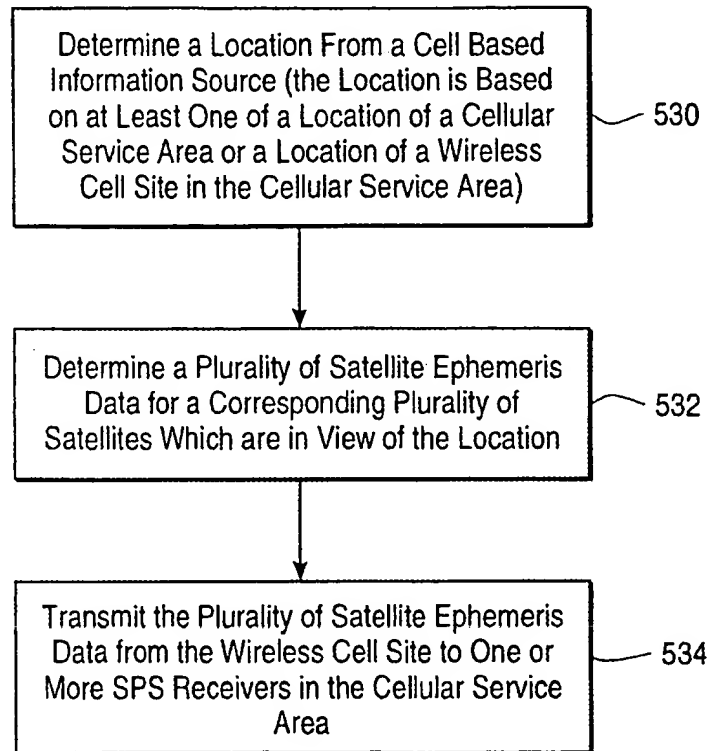 Determine a Location From a Cell Based
Information Source (the Location is Based
on at Least One of a Location of a Cellular
Service Area or a Location of a Wireless
Cell Site in the Cellular Service Area)
530
Determine a Plurality of Satellite Ephemeris
Data for a Corresponding Plurality of
Satellites Which are in View of the Location
532
Transmit the Plurality of Satellite Ephemeris
Data from the Wireless Cell Site to One or
More SPS Receivers in the Cellular Service
Area
534